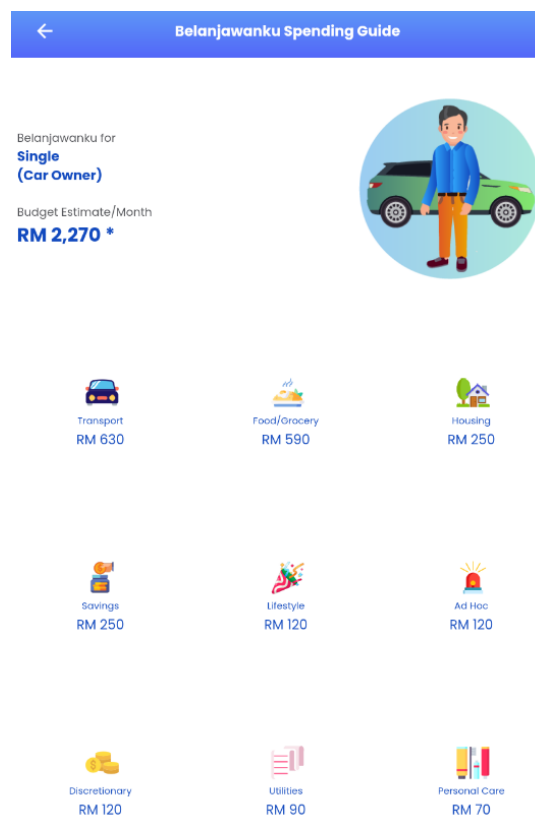 Belanjawanku Spending Guide
Belanjawanku for
Single
(Car Owner)
Budget Estimate/Month
RM 2,270 *
Transport
RM 630
Food/Grocery
RM 590
Housing
RM 250
Savings
RM 250
Lifestyle
RM 120
Ad Hoc
RM 120
Discretionary
RM 120
Utilities
RM 90
Personal Care
RM 70